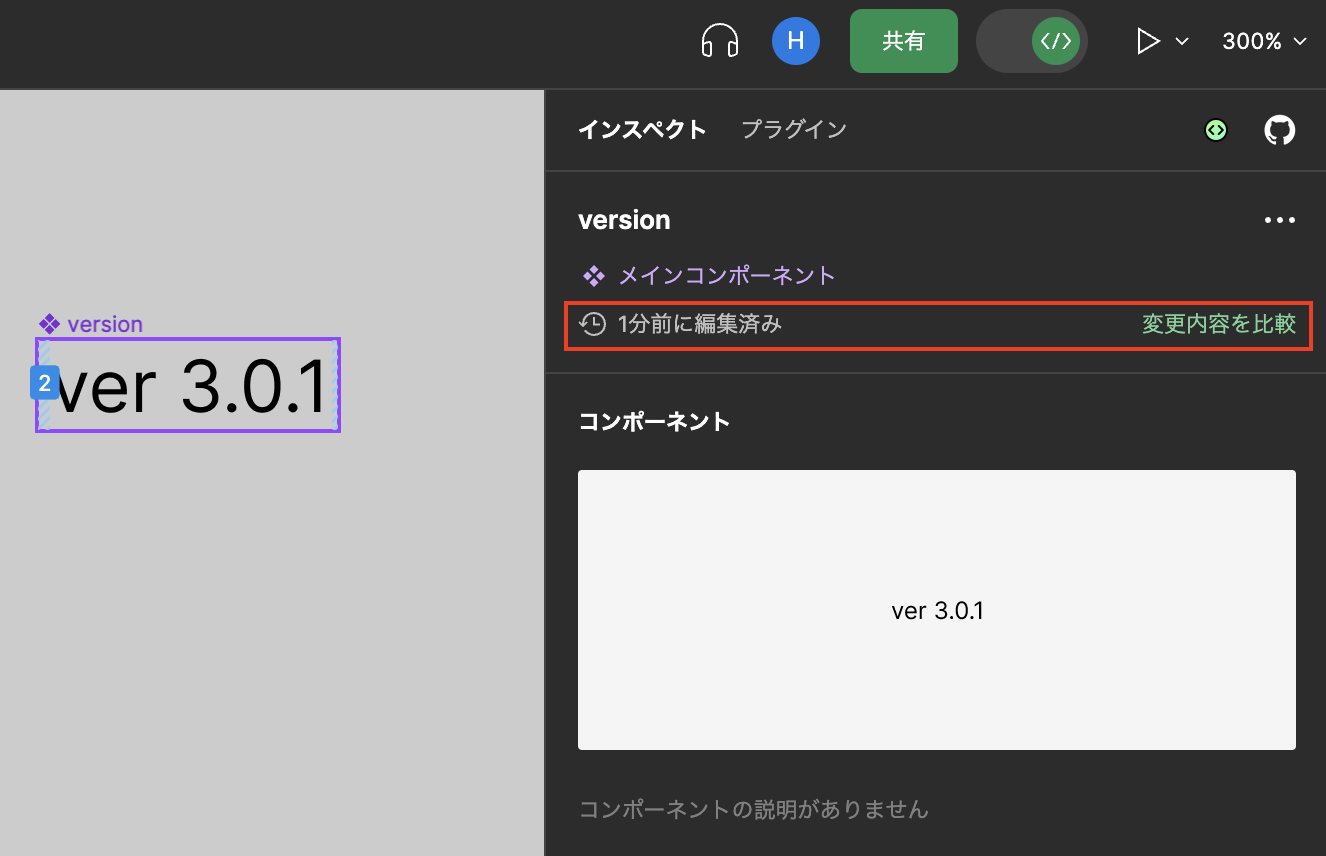 H
共有
</>
300%
インスペクト
プラグイン
version
メインコンポーネント
1分前に編集済み
変更内容を比較
version
2
ver 3.0.1
コンポーネント
ver 3.0.1
コンポーネントの説明がありません